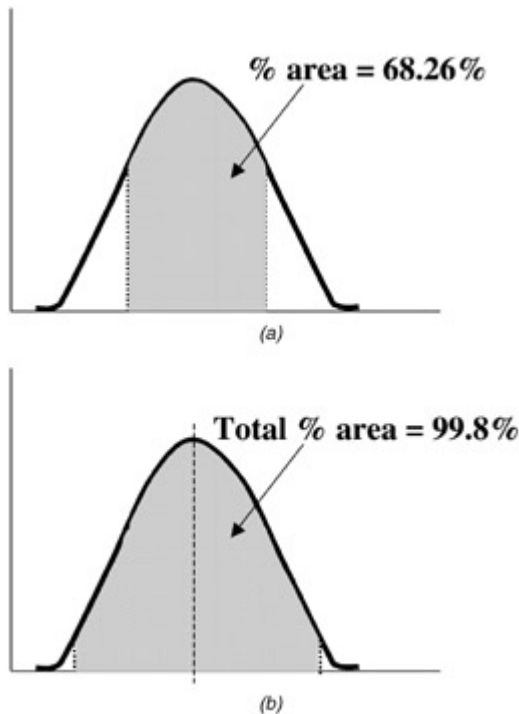 % area = 68.26%
(a)
Total % area = 99.8%
(b)